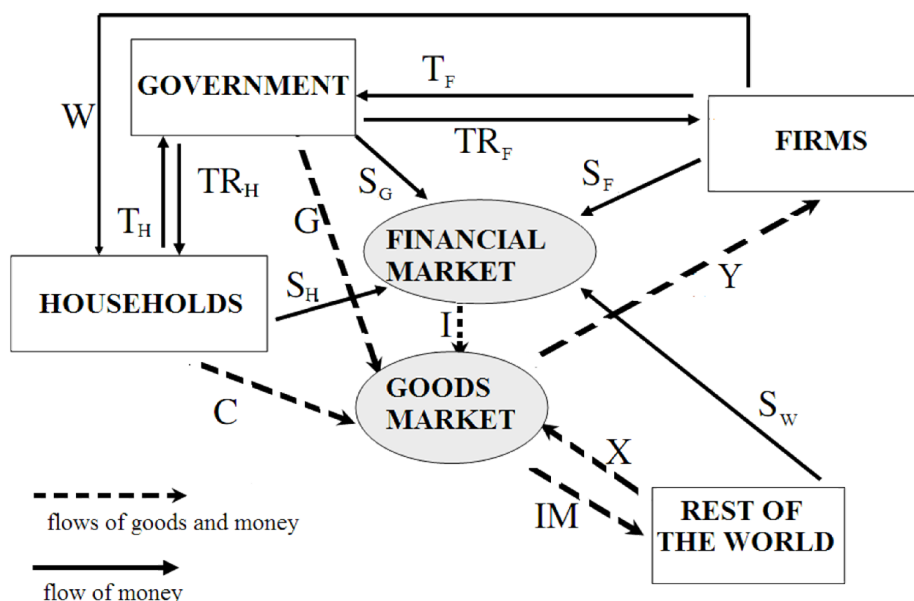 GOVERNMENT
T_F
W
TR_F
FIRMS
TR_H
S_G
S_F
T_H
G
FINANCIAL
MARKET
Y
HOUSEHOLDS
S_H
I
GOODS
MARKET
C
S_W
X
REST OF
THE WORLD
IM
flows of goods and money
flow of money